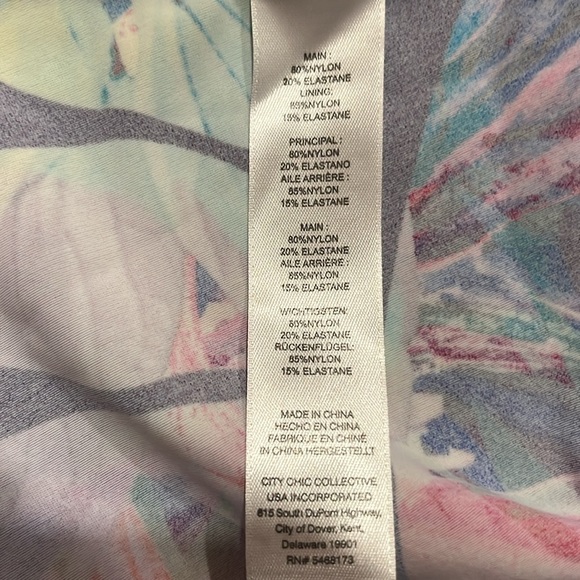 MAIN :
80%NYLON
20% ELASTANE
LINING:
85%NYLON
15% ELASTANE
PRINCIPAL :
80%NYLON
20% ELASTANO
AILE ARRIÈRE :
85%NYLON
15% ELASTANE
MAIN :
80%NYLON
20% ELASTANE
AILE ARRIÈRE :
85%NYLON
15% ELASTANE
WICHTIGSTEN:
80%NYLON
20% ELASTANE
RÜCKENFLÜGEL:
85%NYLON
15% ELASTANE
MADE IN CHINA
HECHO EN CHINA
FABRIQUE EN CHINE
IN CHINA HERGESTELLT
CITY CHIC COLLECTIVE
USA INCORPORATED
615 South DuPont Highway,
City of Dover, Kent,
Delaware 19901
RN# 5468173